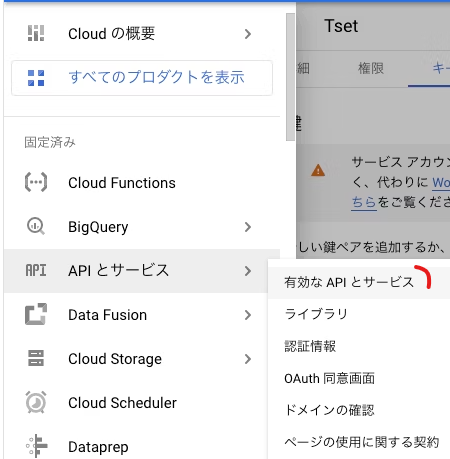 Cloud の概要
すべてのプロダクトを表示
固定済み
Cloud Functions
BigQuery
API API とサービス
Data Fusion
Cloud Storage
Cloud Scheduler
Dataprep
Tset
細 権限 キー
鍵
サービス アカウン
く、代わりに Wo
ちらをご覧くださ
しい鍵ペアを追加するか、
有効な API とサービス
ライブラリ
認証情報
OAuth 同意画面
ドメインの確認
ページの使用に関する契約